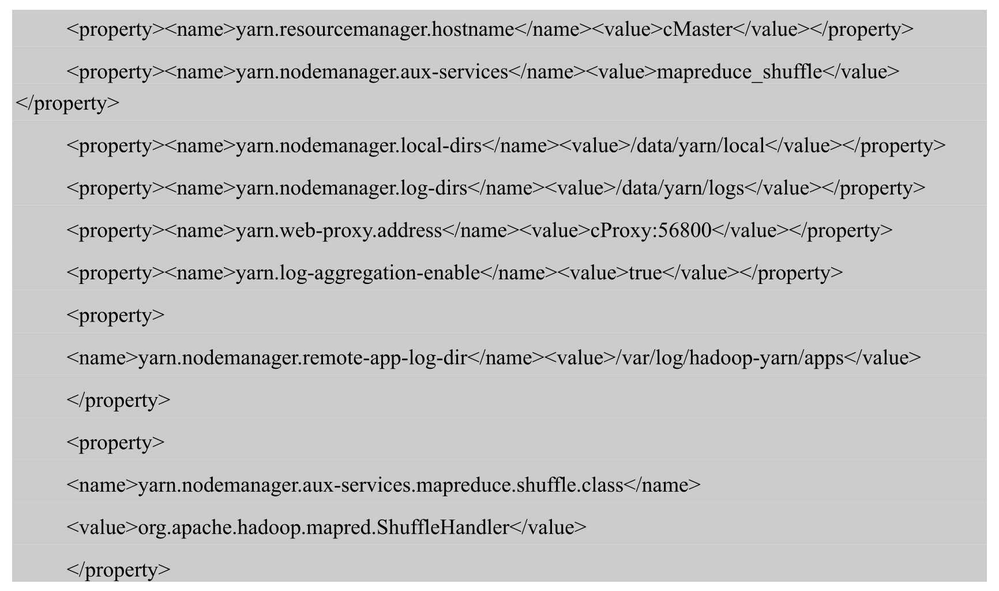 <property><name>yarn.resourcemanager.hostname</name><value>cMaster</value></property>
<property><name>yarn.nodemanager.aux-services</name><value>mapreduce_shuffle</value>
</property>
<property><name>yarn.nodemanager.local-dirs</name><value>/data/yarn/local</value></property>
<property><name>yarn.nodemanager.log-dirs</name><value>/data/yarn/logs</value></property>
<property><name>yarn.web-proxy.address</name><value>cProxy:56800</value></property>
<property><name>yarn.log-aggregation-enable</name><value>true</value></property>
<property>
<name>yarn.nodemanager.remote-app-log-dir</name><value>/var/log/hadoop-yarn/apps</value>
</property>
<property>
<name>yarn.nodemanager.aux-services.mapreduce.shuffle.class</name>
<value>org.apache.hadoop.mapred.ShuffleHandler</value>
</property>